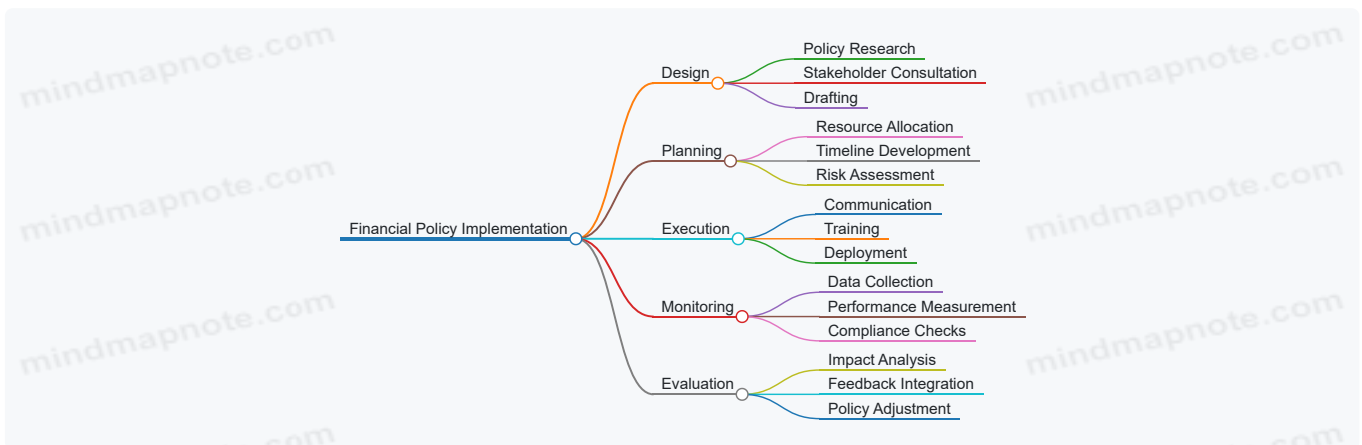 mindmapnote.com
mindmapnote.com
Policy Research
Design
Stakeholder Consultation
Drafting
Resource Allocation
Planning
Timeline Development
Risk Assessment
mindmapnote.com
mindmapnote.com
Communication
Financial Policy Implementation
Execution
Training
Deployment
Data Collection
Monitoring
Performance Measurement
Compliance Checks
mindmapnote.com
mindmapnote.com
Impact Analysis
Evaluation
Feedback Integration
Policy Adjustment